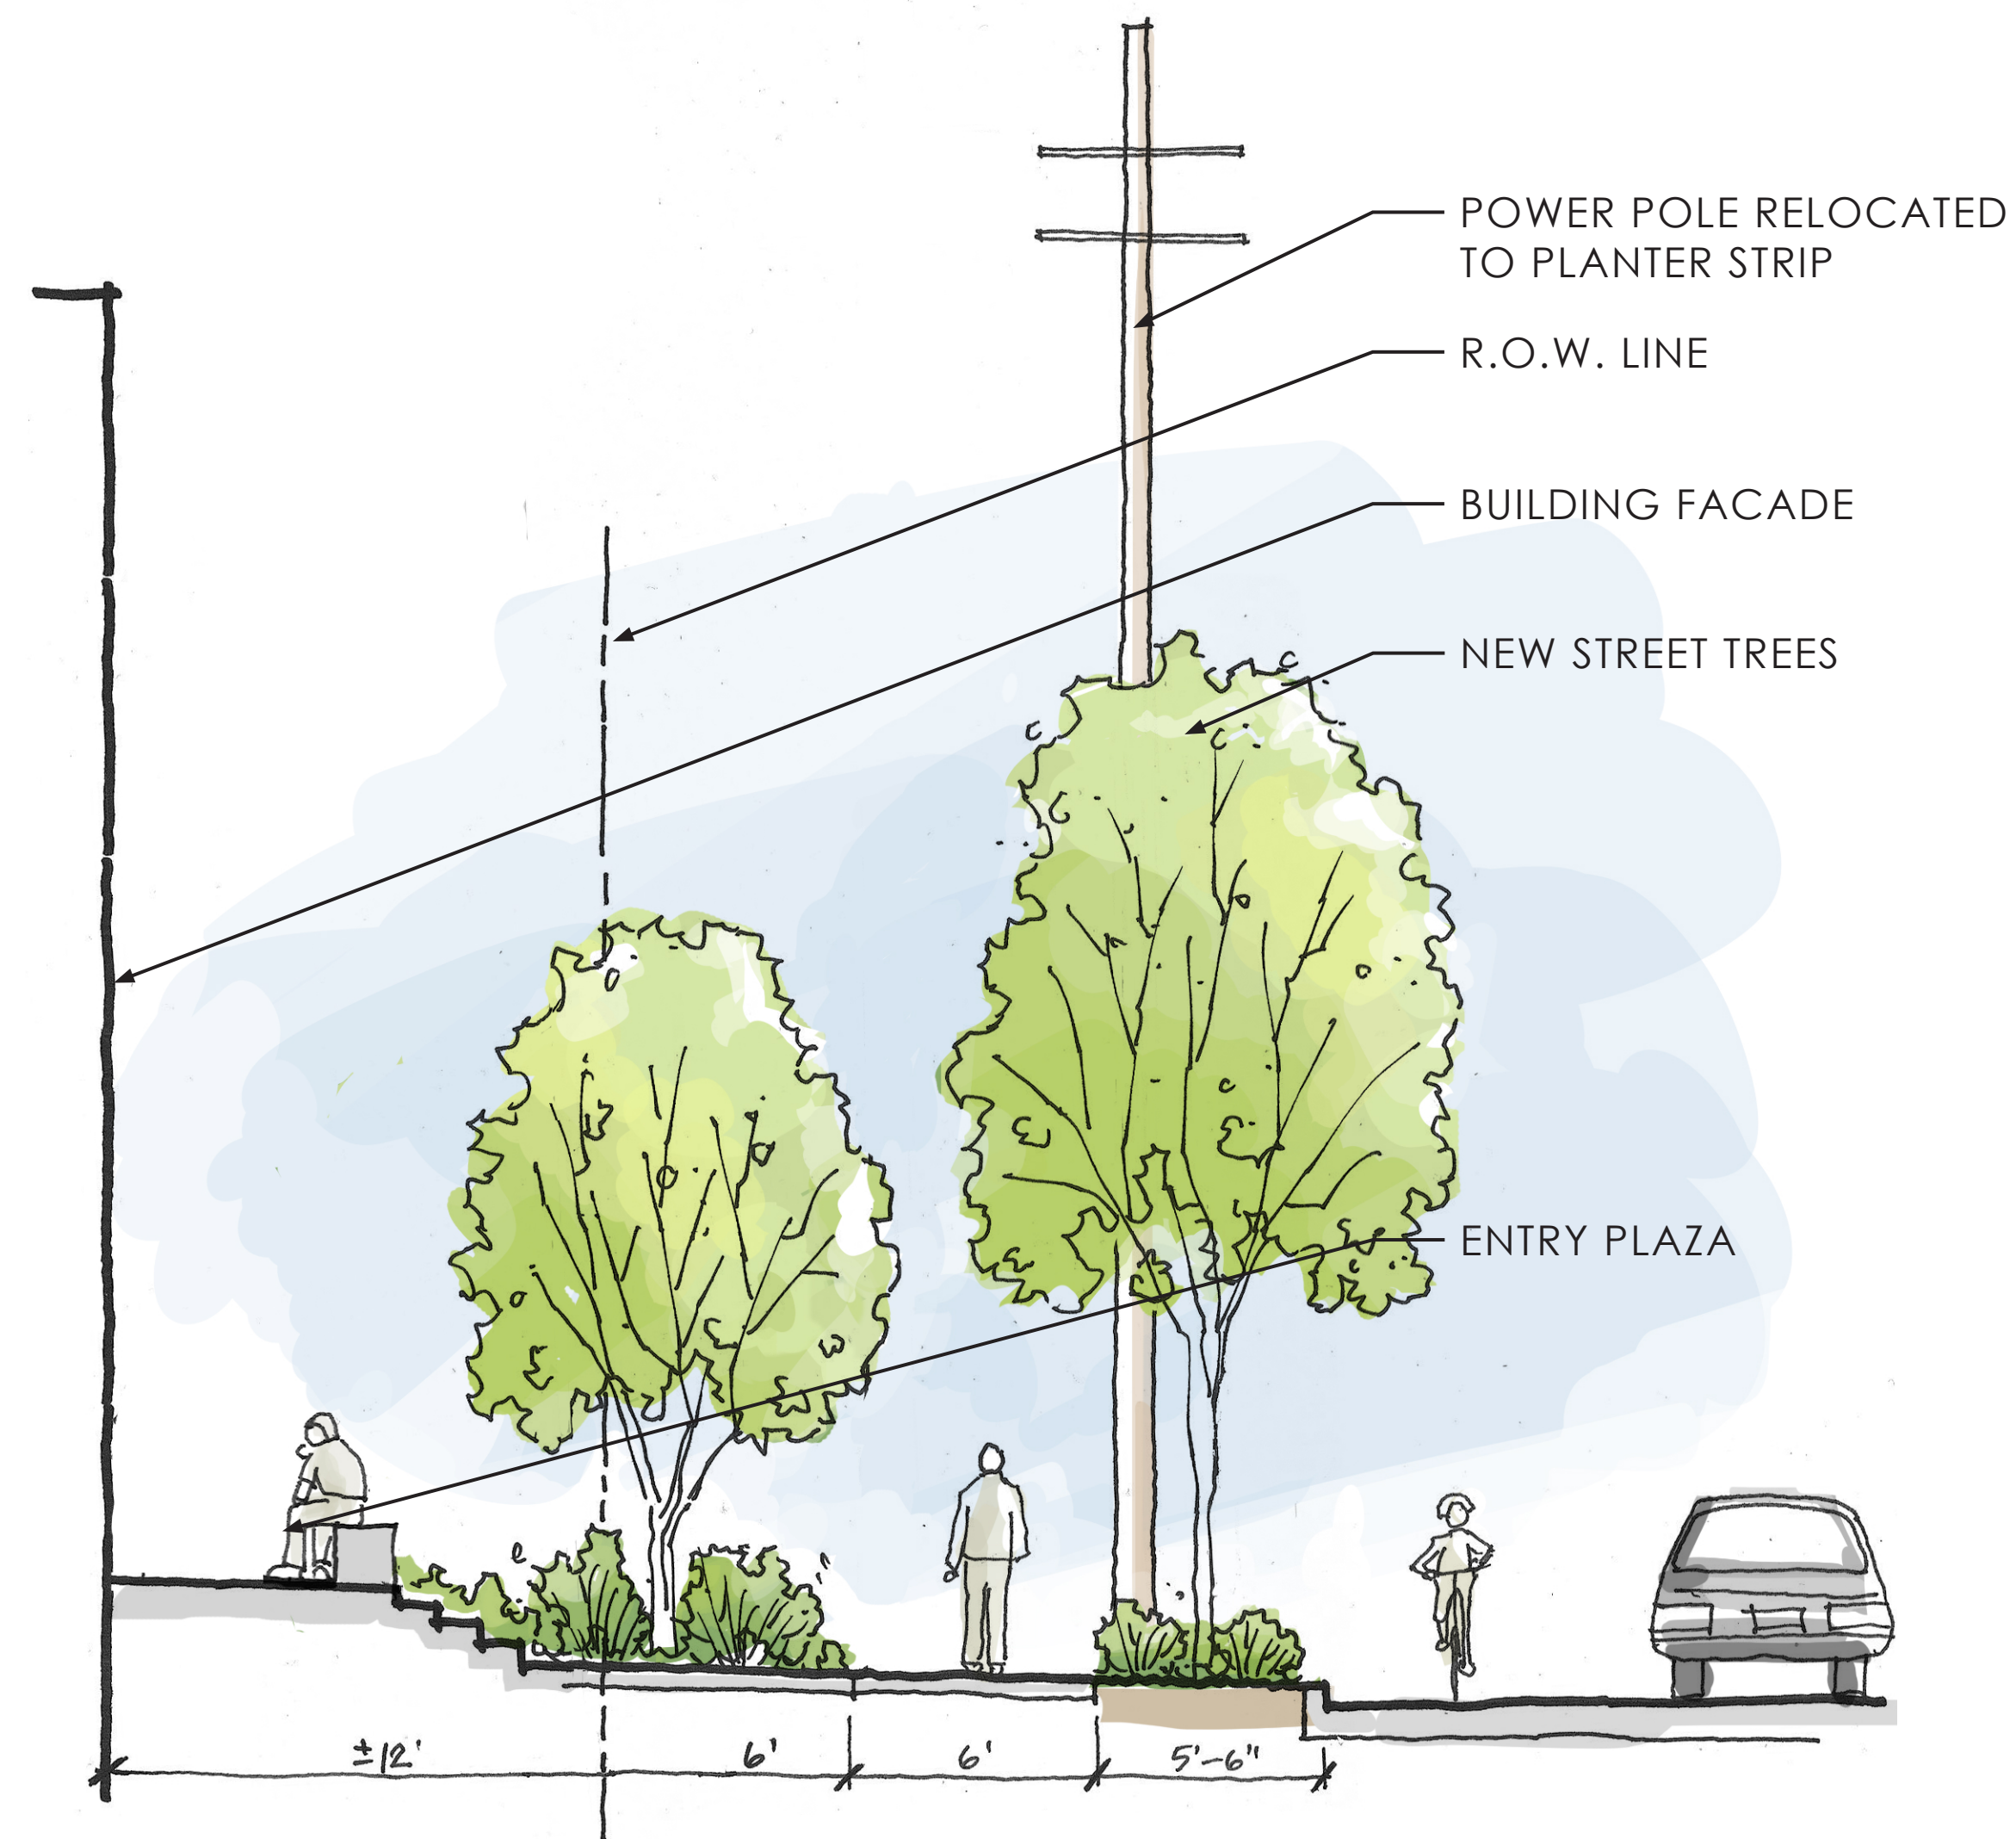 POWER POLE RELOCATED
TO PLANTER STRIP
R.O.W. LINE
BUILDING FACADE
NEW STREET TREES
ENTRY PLAZA
±12' 6' 6' 5'-6"